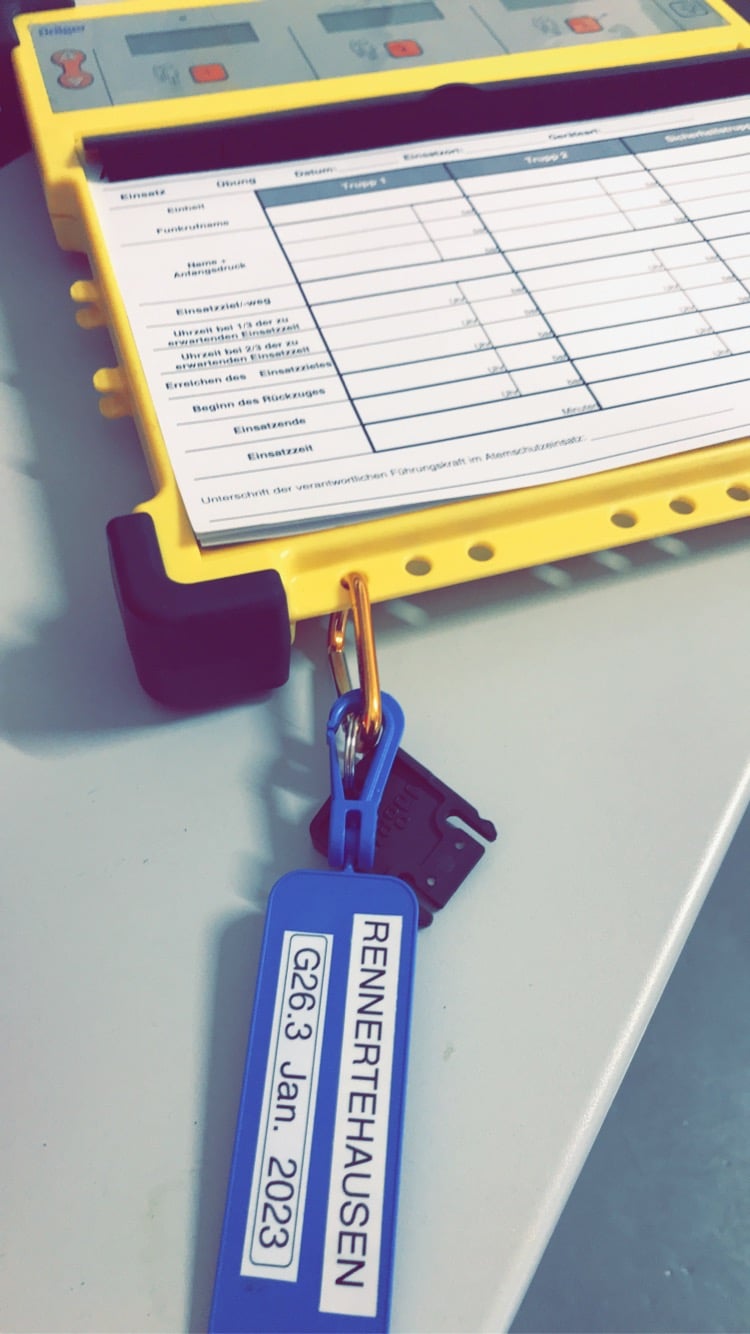 Dräger
Einsatz Übung Datum: Einsatzort: Geräteart:
Trupp 1 Trupp 2 Sicherheitstrupp
Einheit
Funkrufname
Name +
Anfangsdruck
Einsatzziel/-weg
Uhrzeit bei 1/3 der zu
erwartenden Einsatzzeit
Uhrzeit bei 2/3 der zu
erwartenden Einsatzzeit
Erreichen des Einsatzzieles
Beginn des Rückzuges
Einsatzende
Einsatzzeit
Minuten
Unterschrift der verantwortlichen Führungskraft im Atemschutzeinsatz:
RENNERTEHAUSEN
G26.3 Jan. 2023